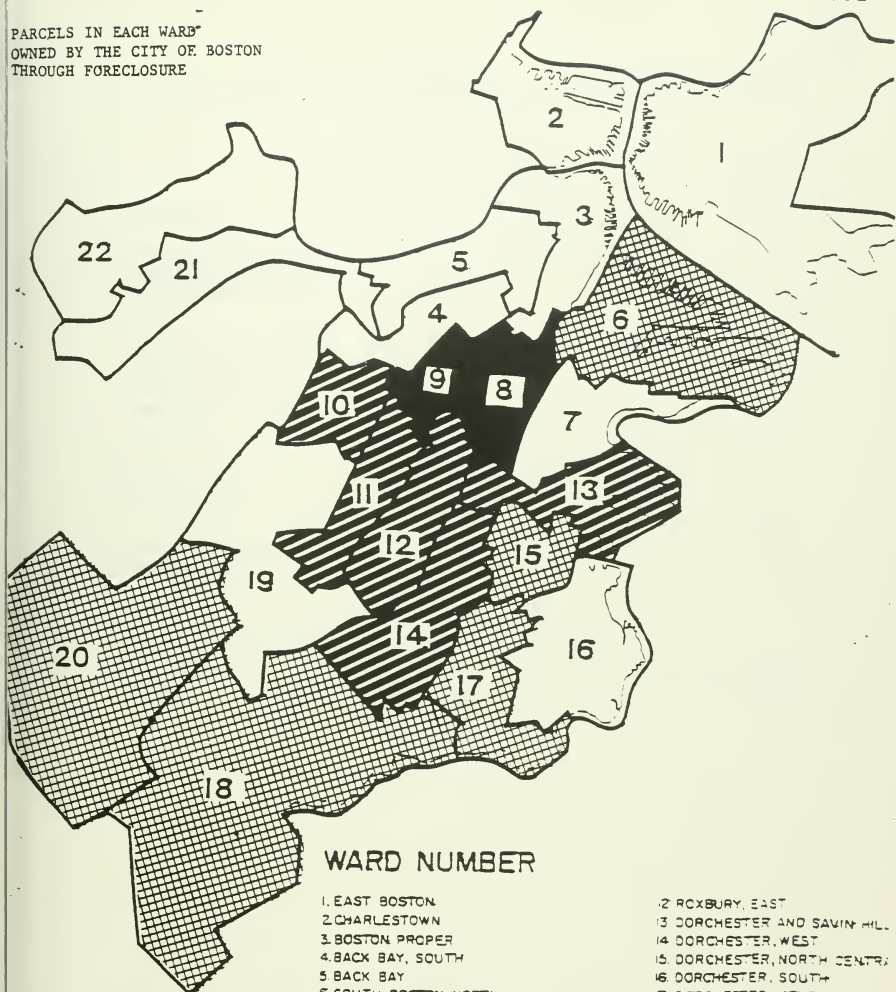 PARCELS IN EACH WARD
OWNED BY THE CITY OF BOSTON
THROUGH FORECLOSURE
2
1
3
22
21
5
4
6
9
8
10
7
11
13
12
15
19
14
16
20
17
18
WARD NUMBER
1. EAST BOSTON
2. CHARLESTOWN
3. BOSTON PROPER
4. BACK BAY, SOUTH
5. BACK BAY
12 ROXBURY, EAST
13 DORCHESTER AND SAVIN HILL
14 DORCHESTER, WEST
15. DORCHESTER, NORTH
16. DORCHESTER, SOUTH